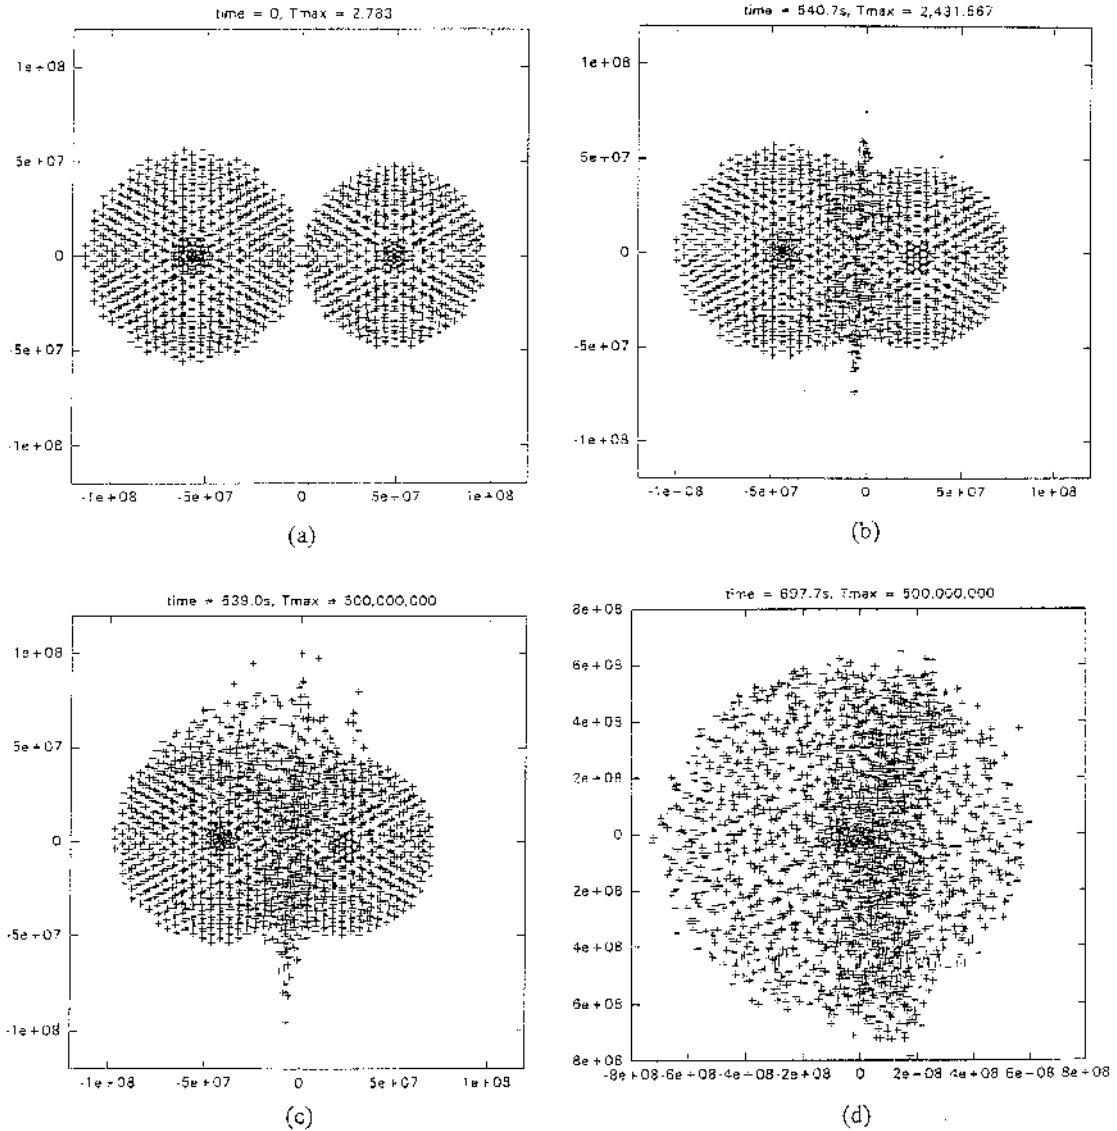 time = 0, Tmax = 2.783
time = 540.7s, Tmax = 2,431.567
1e+08
5e+07
0
-5e+07
-1e+08
-1e+08 -5e+07 0 5e+07 1e+08
(a)
1e+08
5e+07
0
-5e+07
-1e+08
-1e-08 -5e+07 0 5e+07 1e+08
(b)
time = 639.0s, Tmax = 500,000,000
time = 697.7s, Tmax = 500,000,000
1e+08
5e+07
0
-5e+07
-1e+08
-1e+08 -5e+07 0 5e+07 1e+08
(c)
8e+08
6e+08
4e+08
2e+08
0
2e+08
4e+08
6e+08
8e+08
-8e+08 -6e+08 -4e+08 -2e+08 0 2e+08 4e+08 6e+08 8e+08
(d)